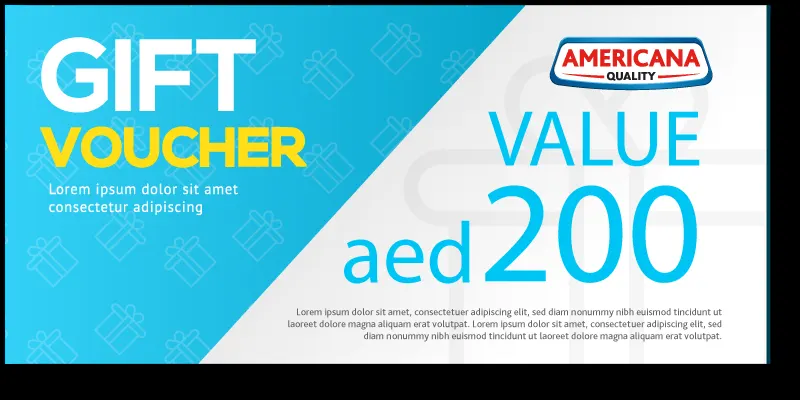 GIFT
VOUCHER
Lorem ipsum dolor sit amet
consectetur adipiscing
AMERICANA
QUALITY
VALUE
aed200
Lorem ipsum dolor sit amet, consectetuer adipiscing elit, sed diam nonummy nibh euismod tincidunt ut
laoreet dolore magna aliquam erat volutpat. Lorem ipsum dolor sit amet, consectetuer adipiscing elit, sed
diam nonummy nibh euismod tincidunt ut laoreet dolore magna aliquam erat volutpat.